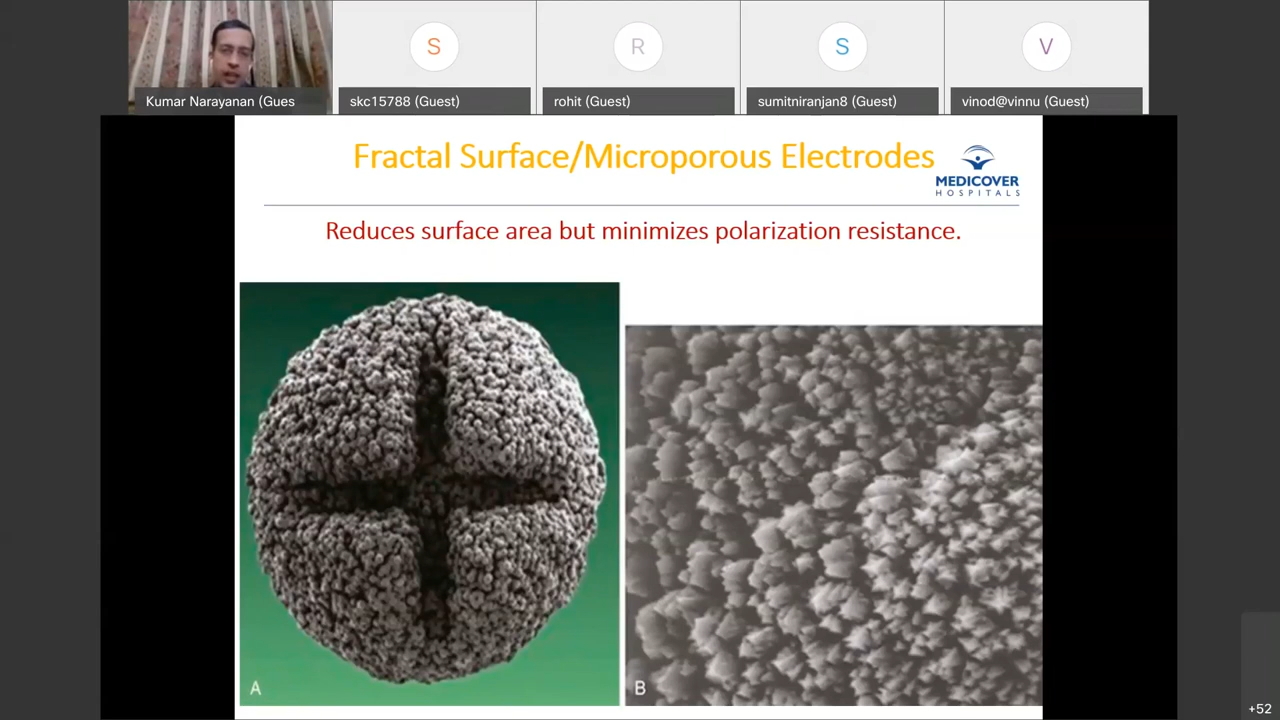 S
R
S
V
Kumar Narayanan (Gues
skc15788 (Guest)
rohit (Guest)
sumitniranjan8 (Guest)
vinod@vinnu (Guest)
Fractal Surface/Microporous Electrodes
MEDICOVER
HOSPITALS
Reduces surface area but minimizes polarization resistance.
A
B
+52